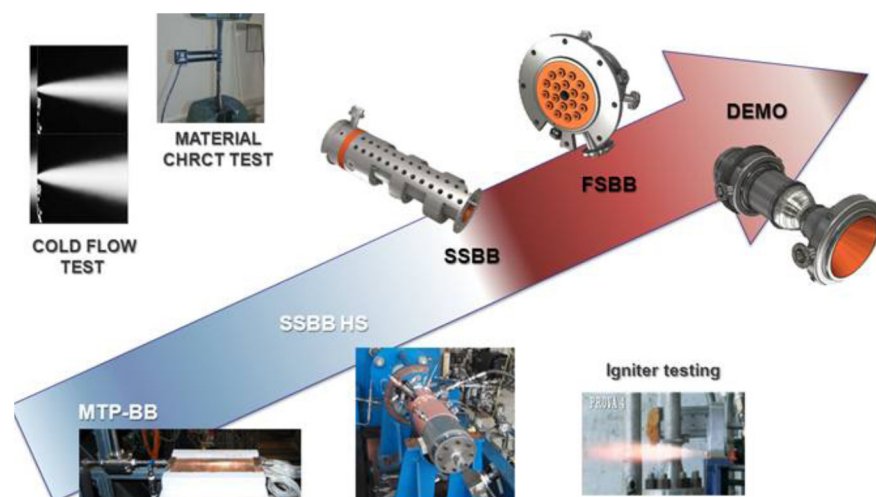 MATERIAL
CHRCT TEST
DEMO
FSBB
COLD FLOW
TEST
SSBB
SSBB HS
Igniter testing
MTP-BB
PROVA 4